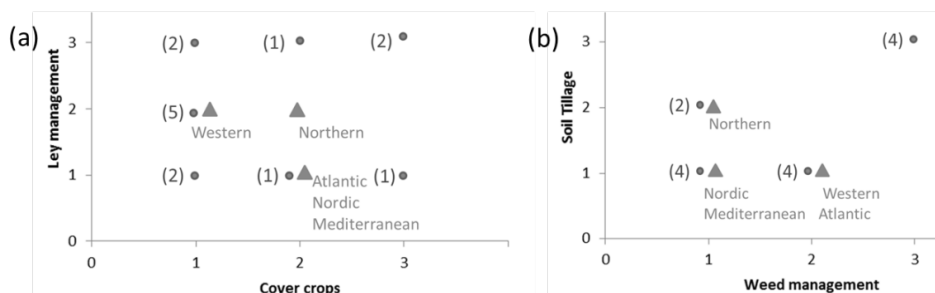 (a)
Ley management
3
2
1
0
(2)
(1)
(2)
(5)
Western
Northern
(2)
(1)
Atlantic
Nordic
Mediterranean
(1)
0
1
2
3
Cover crops
(b)
Soil Tillage
3
2
1
0
(4)
(2)
Northern
(4)
Nordic
Mediterranean
(4)
Western
Atlantic
0
1
2
3
Weed management